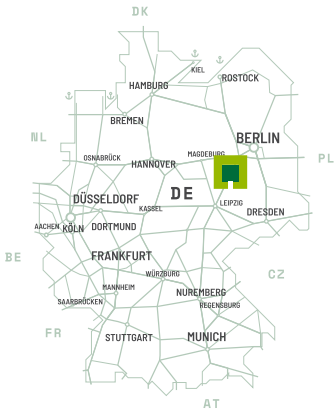 DK
KIEL
ROSTOCK
HAMBURG
BREMEN
NL
BERLIN
MAGDEBURG
OSNABRÜCK
HANNOVER
PL
DE
DÜSSELDORF
LEIPZIG
KASSEL
DRESDEN
AACHEN
KÖLN
DORTMUND
BE
FRANKFURT
WÜRZBURG
CZ
MANNHEIM
NUREMBERG
SAARBRÜCKEN
REGENSBURG
FR
STUTTGART
MUNICH
AT